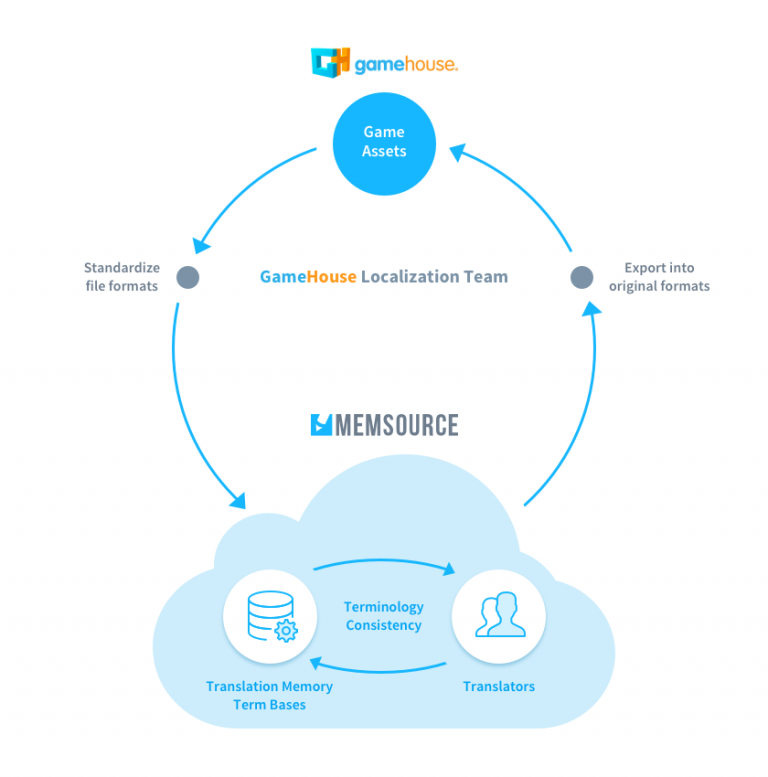 gamehouse.
Game
Assets
Standardize
file formats
GameHouse Localization Team
Export into
original formats
MEMSOURCE
Terminology
Consistency
Translation Memory
Term Bases
Translators